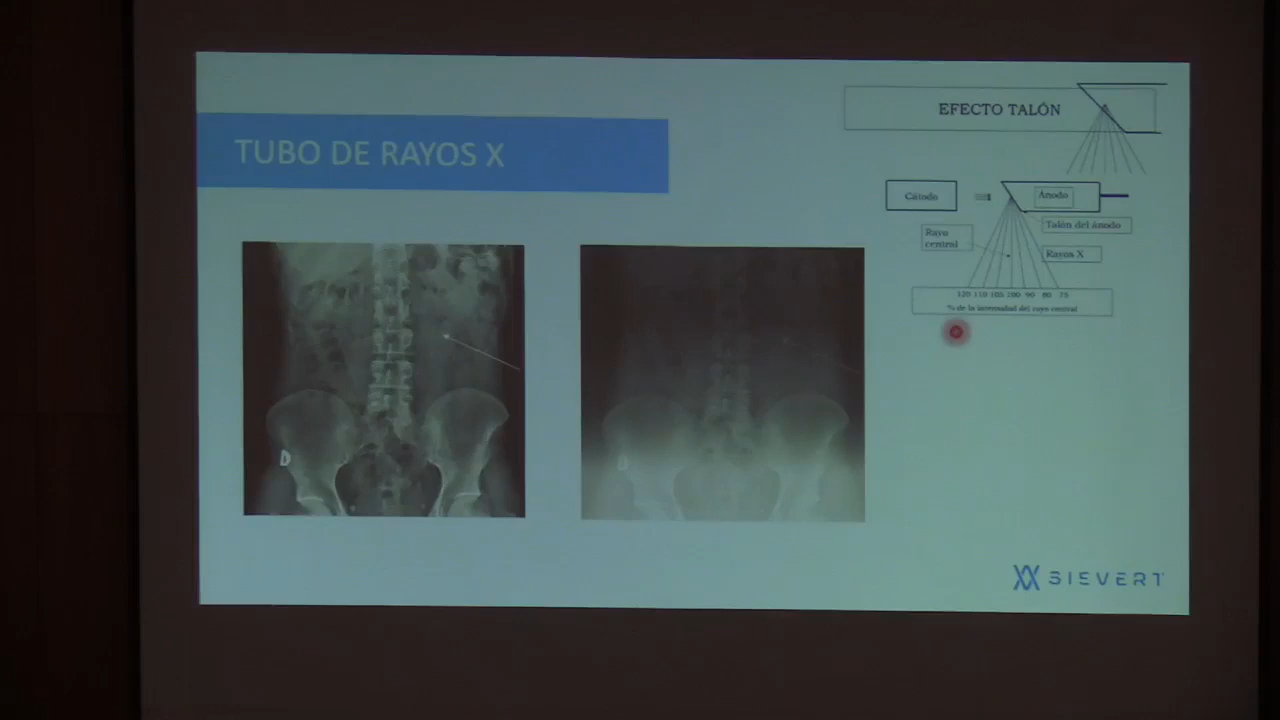 EFECTO TALÓN
TUBO DE RAYOS X
Cátodo
Ánodo
Talón del ánodo
Rayo
central
Rayos X
120 110 105 100 90 80 75
% de la intensidad del rayo central
D
D
SIEVERT